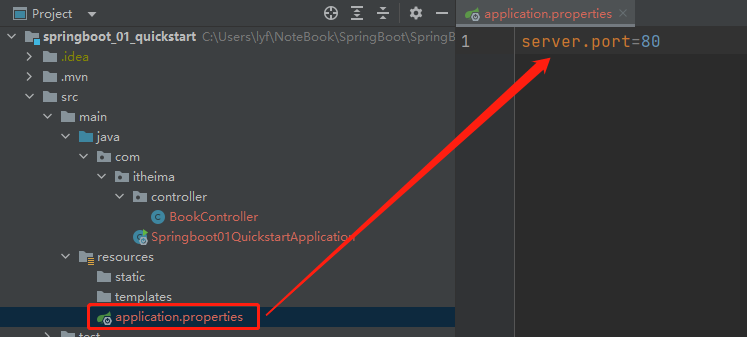 Project
springboot_01_quickstart C:\Users\lyf\NoteBook\SpringBoot\SpringB
.idea
.mvn
src
main
java
com
itheima
controller
BookController
Springboot01QuickstartApplication
resources
static
templates
application.properties
test
application.properties
1 server.port=80